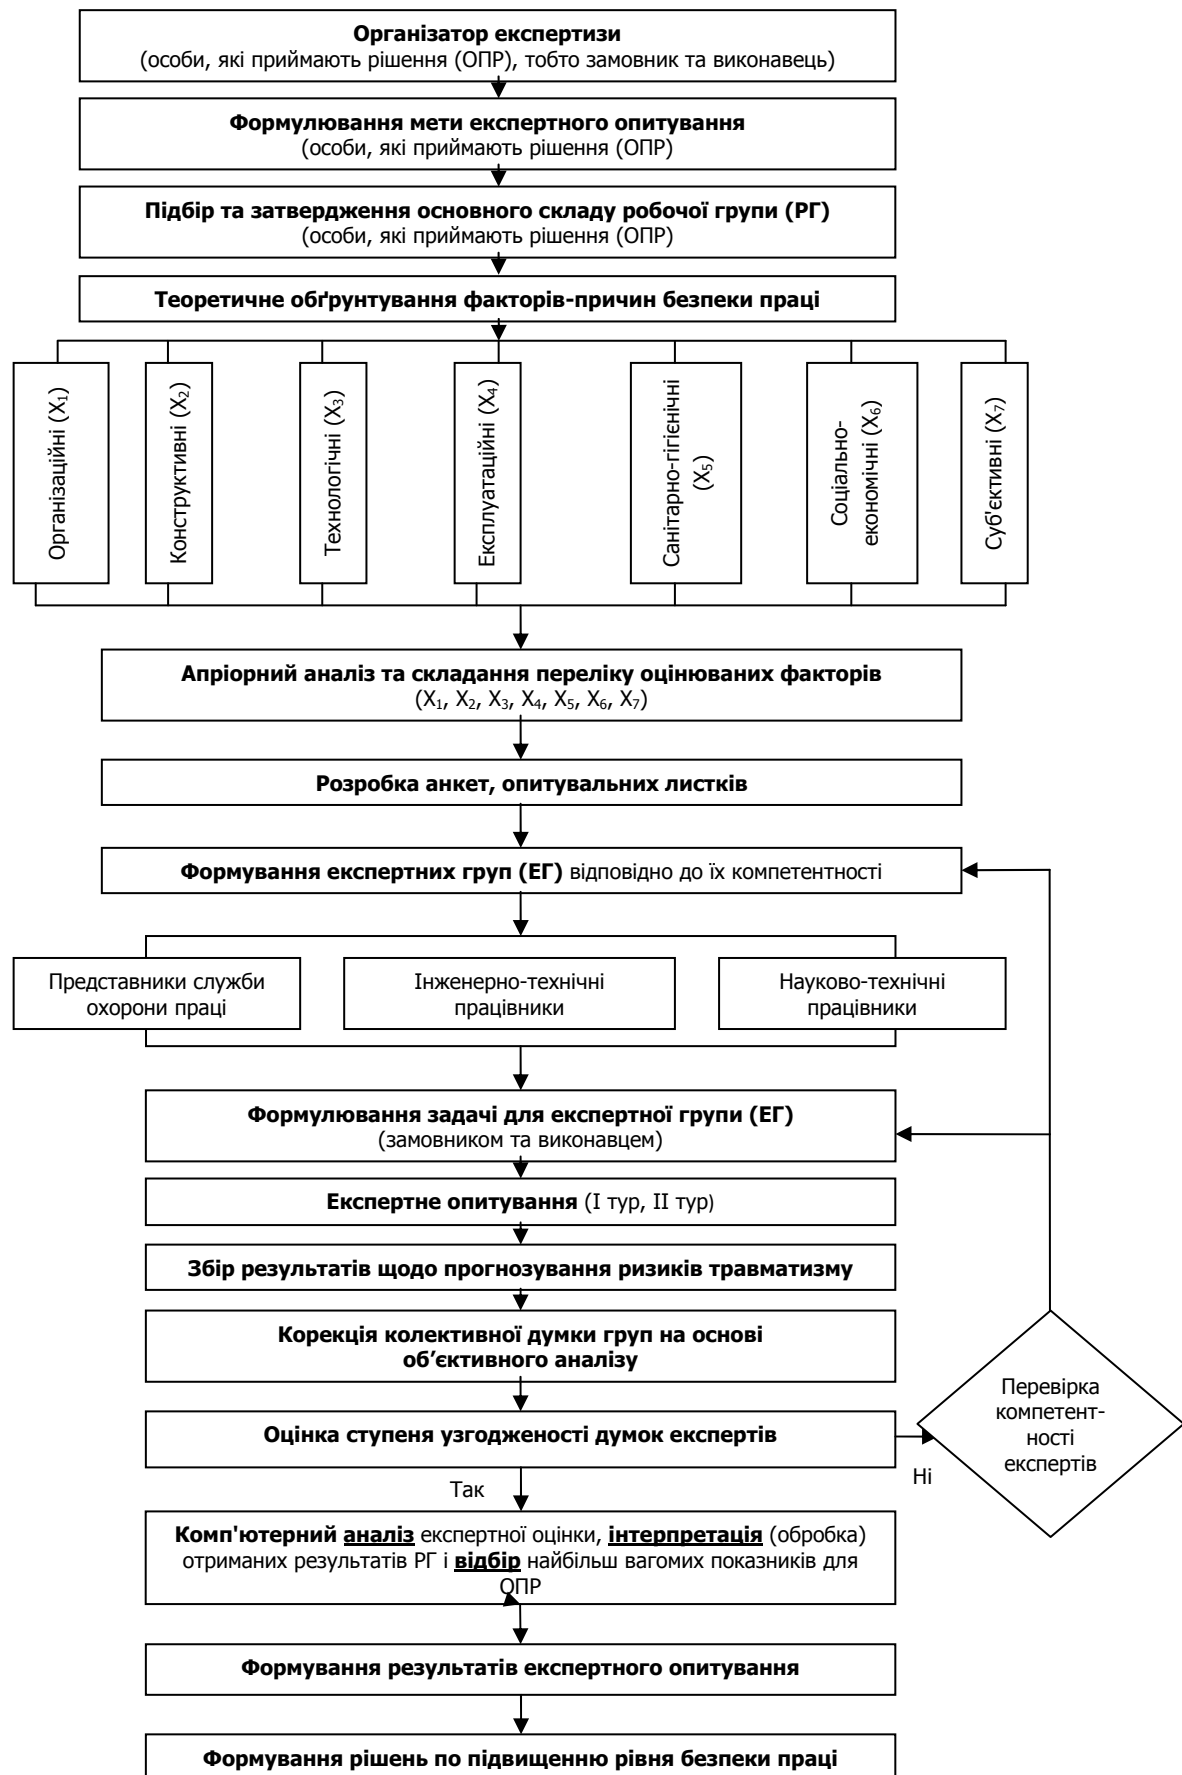 Організатор експертизи
(особи, які приймають рішення (ОПР), тобто замовник та виконавець)
Формулювання мети експертного опитування
(особи, які приймають рішення (ОПР)
Підбір та затвердження основного складу робочої групи (РГ)
(особи, які приймають рішення (ОПР)
Теоретичне обґрунтування факторів-причин безпеки праці
Організаційні (X₁)
Конструктивні (X₂)
Технологічні (X₃)
Експлуатаційні (X₄)
Санітарно-гігієнічні
(X₅)
Соціально-
економічні (X₆)
Суб'єктивні (X₇)
Апріорний аналіз та складання переліку оцінюваних факторів
(X₁, X₂, X₃, X₄, X₅, X₆, X₇)
Розробка анкет, опитувальних листків
Формування експертних груп (ЕГ) відповідно до їх компетентності
Представники служби
охорони праці
Інженерно-технічні
працівники
Науково-технічні
працівники
Формулювання задачі для експертної групи (ЕГ)
(замовником та виконавцем)
Експертне опитування (I тур, II тур)
Збір результатів щодо прогнозування ризиків травматизму
Корекція колективної думки груп на основі
об’єктивного аналізу
Оцінка ступеня узгодженості думок експертів
Перевірка
компетент-
ності
експертів
Ні
Так
Комп'ютерний аналіз експертної оцінки, інтерпретація (обробка)
отриманих результатів РГ і відбір найбільш вагомих показників для
ОПР
Формування результатів експертного опитування
Формування рішень по підвищенню рівня безпеки праці